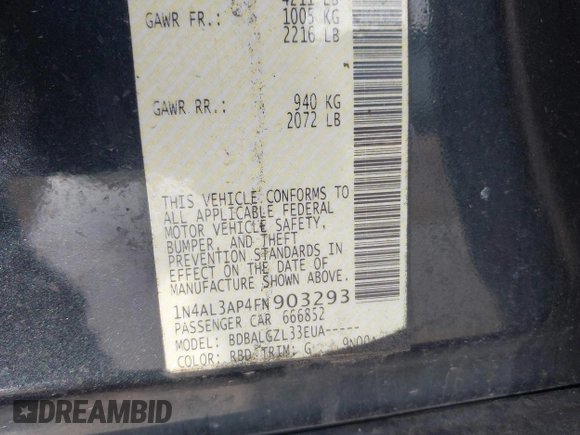 GAWR FR.: 1005 KG
2216 LB
GAWR RR.: 940 KG
2072 LB
THIS VEHICLE CONFORMS TO
ALL APPLICABLE FEDERAL
MOTOR VEHICLE SAFETY,
BUMPER, AND THEFT
PREVENTION STANDARDS IN
EFFECT ON THE DATE OF
MANUFACTURE SHOWN ABOVE.
1N4AL3AP4FN903293
PASSENGER CAR 666852
MODEL: BDBALGZL33EUA-----
COLOR: RBD TRIM: G
DREAMBID